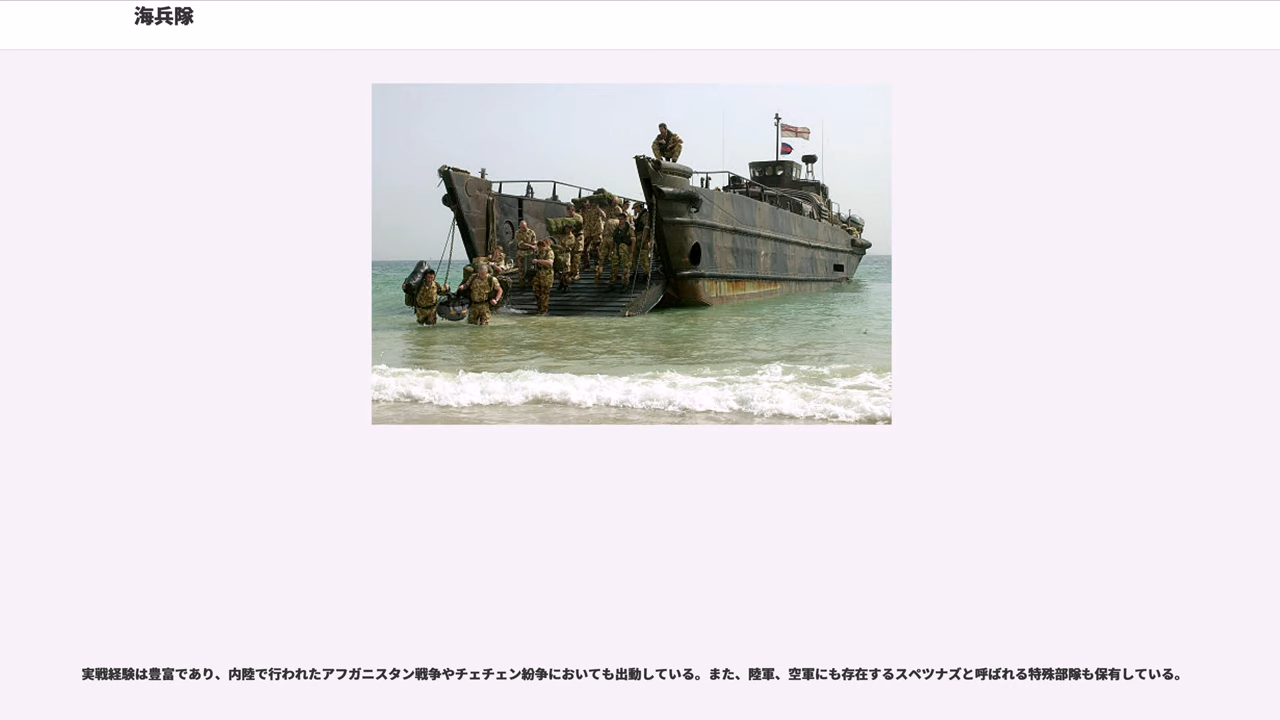 海兵隊
実戦経験は豊富であり、内陸で行われたアフガニスタン戦争やチェチェン紛争においても出動している。また、陸軍、空軍にも存在するスペツナズと呼ばれる特殊部隊も保有している。